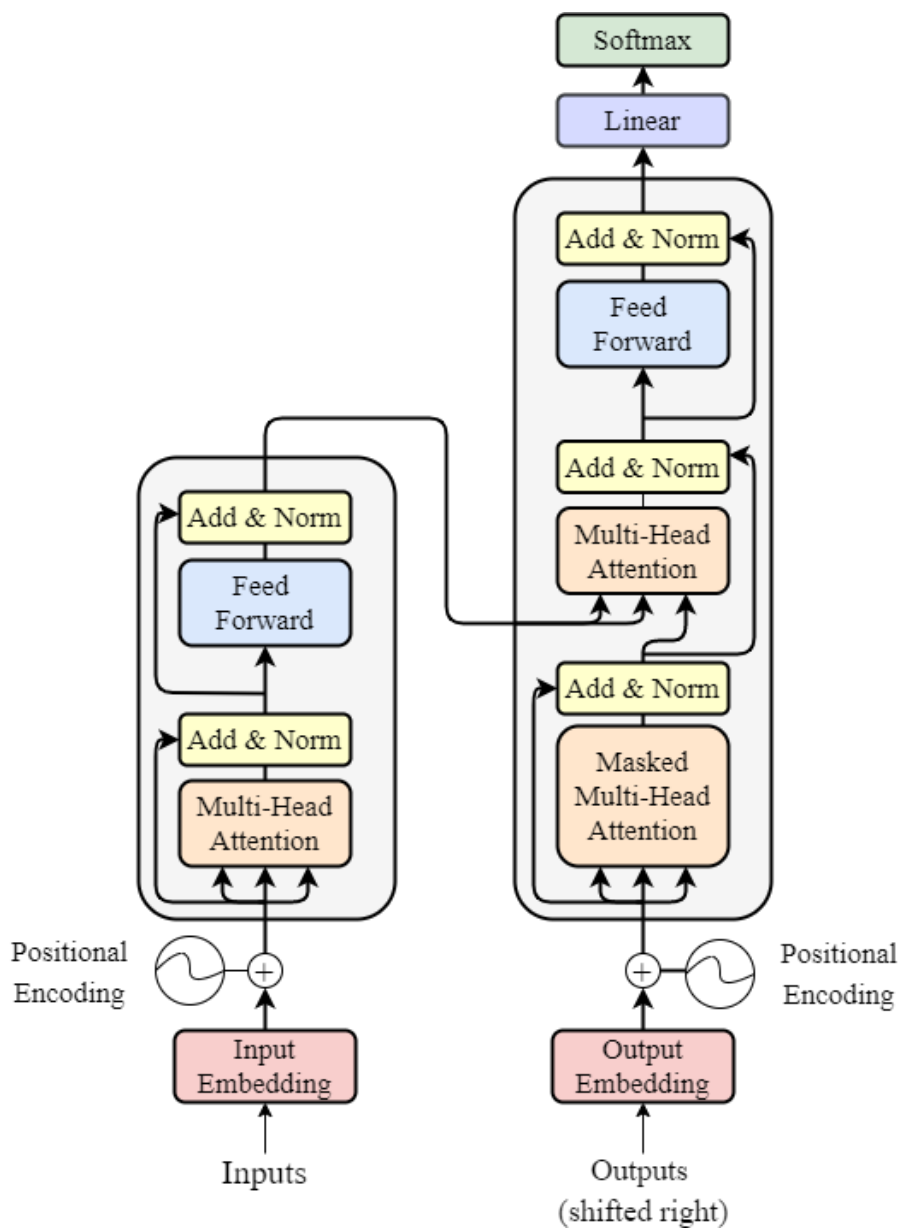 Softmax
Linear
Add & Norm
Feed
Forward
Add & Norm
Multi-Head
Attention
Add & Norm
Masked
Multi-Head
Attention
Add & Norm
Feed
Forward
Add & Norm
Multi-Head
Attention
Positional
Encoding
Positional
Encoding
Input
Embedding
Output
Embedding
Inputs
Outputs
(shifted right)